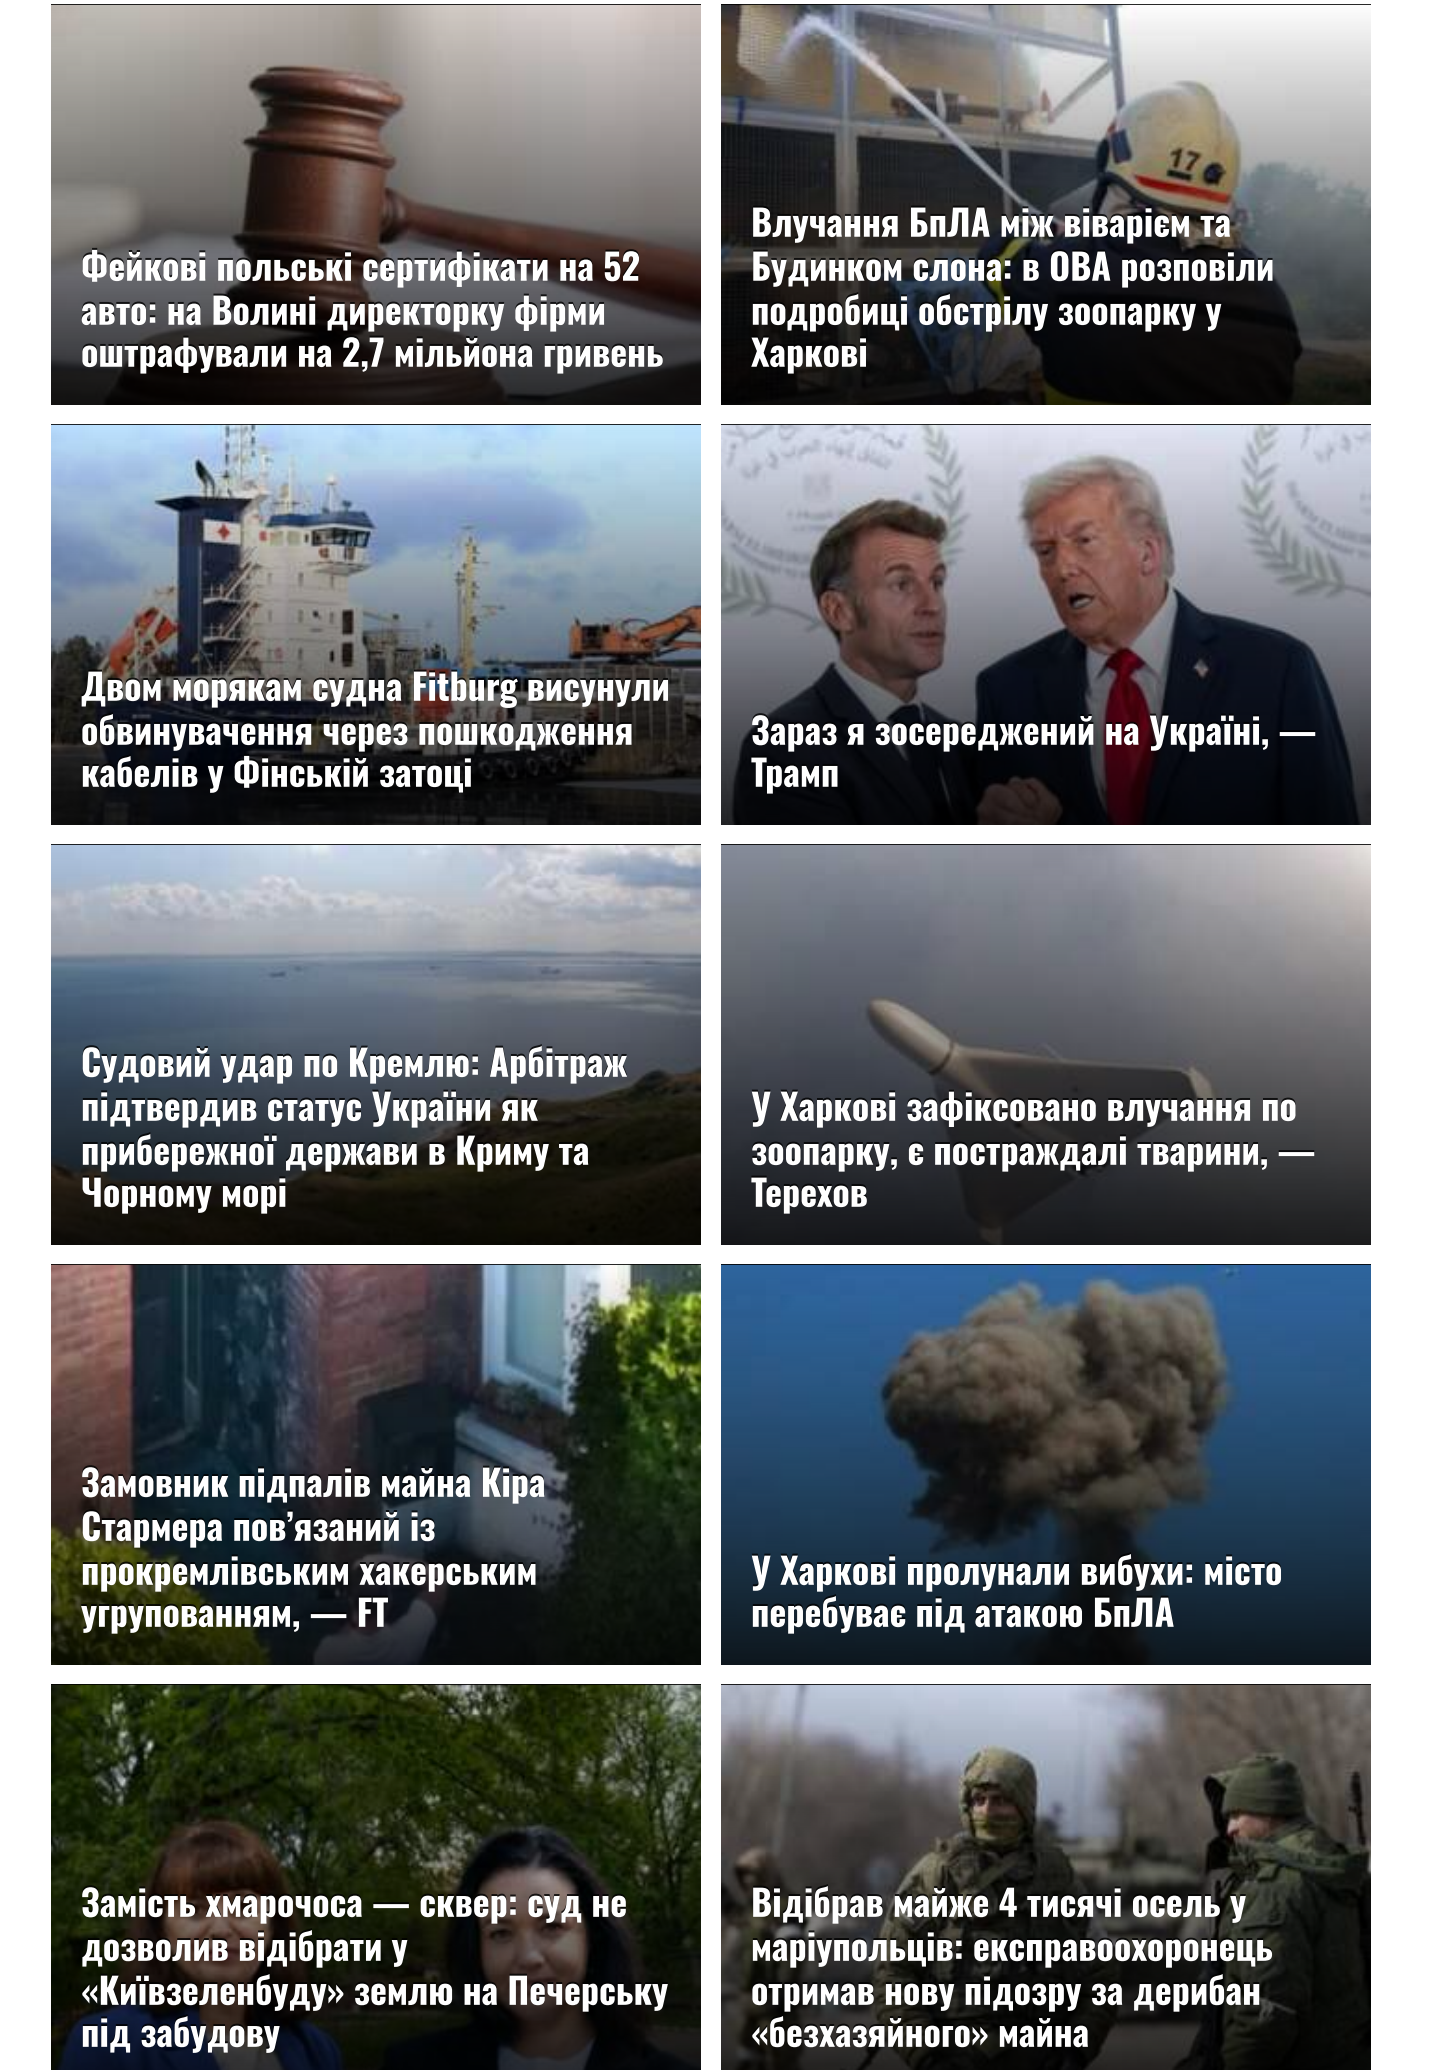 Фейкові польські сертифікати на 52
авто: на Волині директорку фірми
оштрафували на 2,7 мільйона гривень
17
Влучання БпЛА між віварієм та
Будинком слона: в ОВА розповіли
подробиці обстрілу зоопарку у
Харкові
Двом морякам судна Fitburg висунули
обвинувачення через пошкодження
кабелів у Фінській затоці
Зараз я зосереджений на Україні, —
Трамп
Судовий удар по Кремлю: Арбітраж
підтвердив статус України як
прибережної держави в Криму та
Чорному морі
У Харкові зафіксовано влучання по
зоопарку, є постраждалі тварини, —
Терехов
Замовник підпалів майна Кіра
Стармера пов’язаний із
прокремлівським хакерським
угрупованням, — FT
У Харкові пролунали вибухи: місто
перебуває під атакою БпЛА
Замість хмарочоса — сквер: суд не
дозволив відібрати у
«Київзеленбуду» землю на Печерську
під забудову
Відібрав майже 4 тисячі осель у
маріупольців: експравоохоронець
отримав нову підозру за дерибан
«безхазяйного» майна